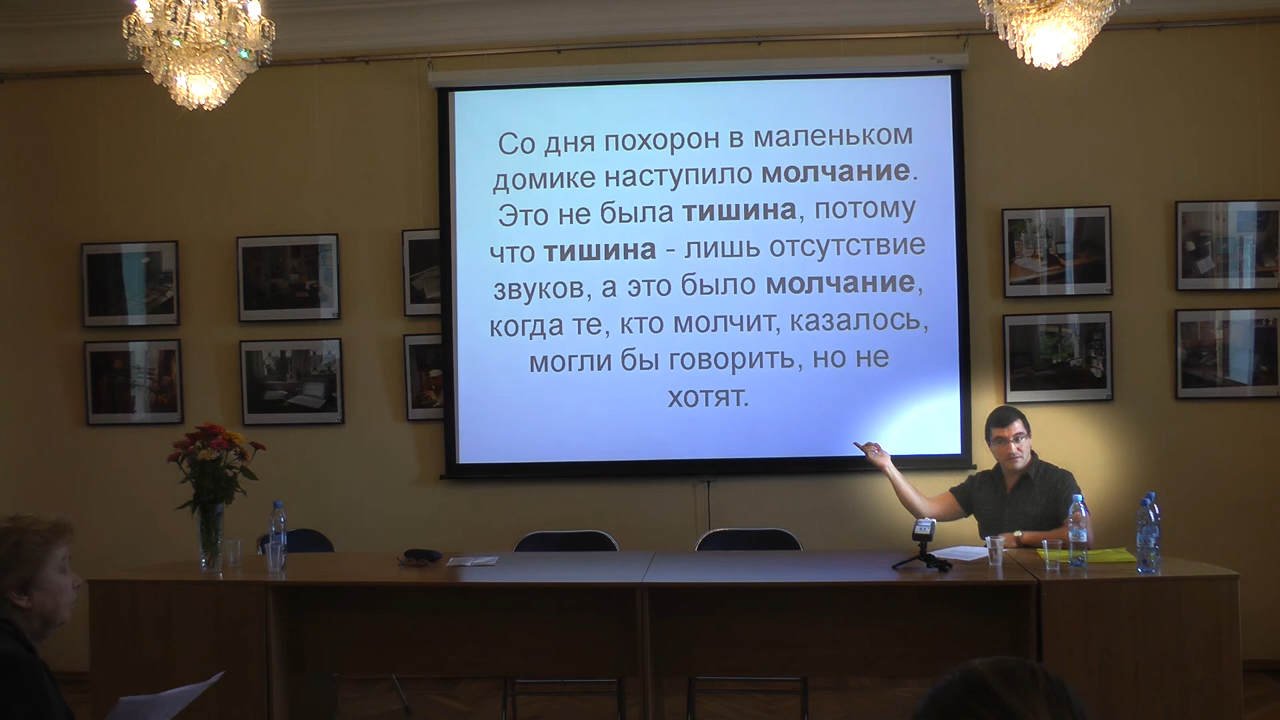 Со дня похорон в маленьком
домике наступило молчание.
Это не была тишина, потому
что тишина - лишь отсутствие
звуков, а это было молчание,
когда те, кто молчит, казалось,
могли бы говорить, но не
хотят.